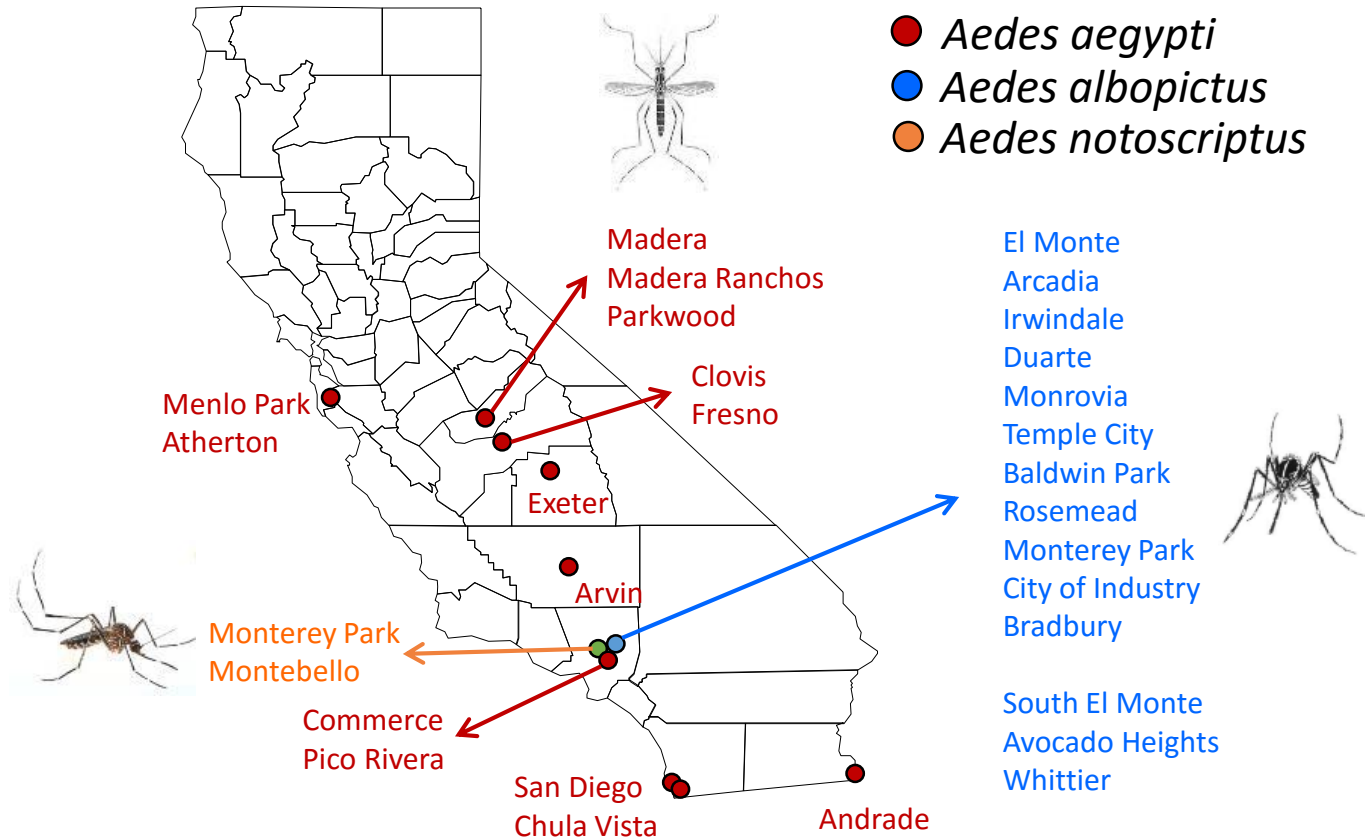 Aedes aegypti
Aedes albopictus
Aedes notoscriptus
Madera
Madera Ranchos
Parkwood
Clovis
Fresno
Menlo Park
Atherton
Exeter
Arvin
Monterey Park
Montebello
Commerce
Pico Rivera
San Diego
Chula Vista
Andrade
El Monte
Arcadia
Irwindale
Duarte
Monrovia
Temple City
Baldwin Park
Rosemead
Monterey Park
City of Industry
Bradbury
South El Monte
Avocado Heights
Whittier